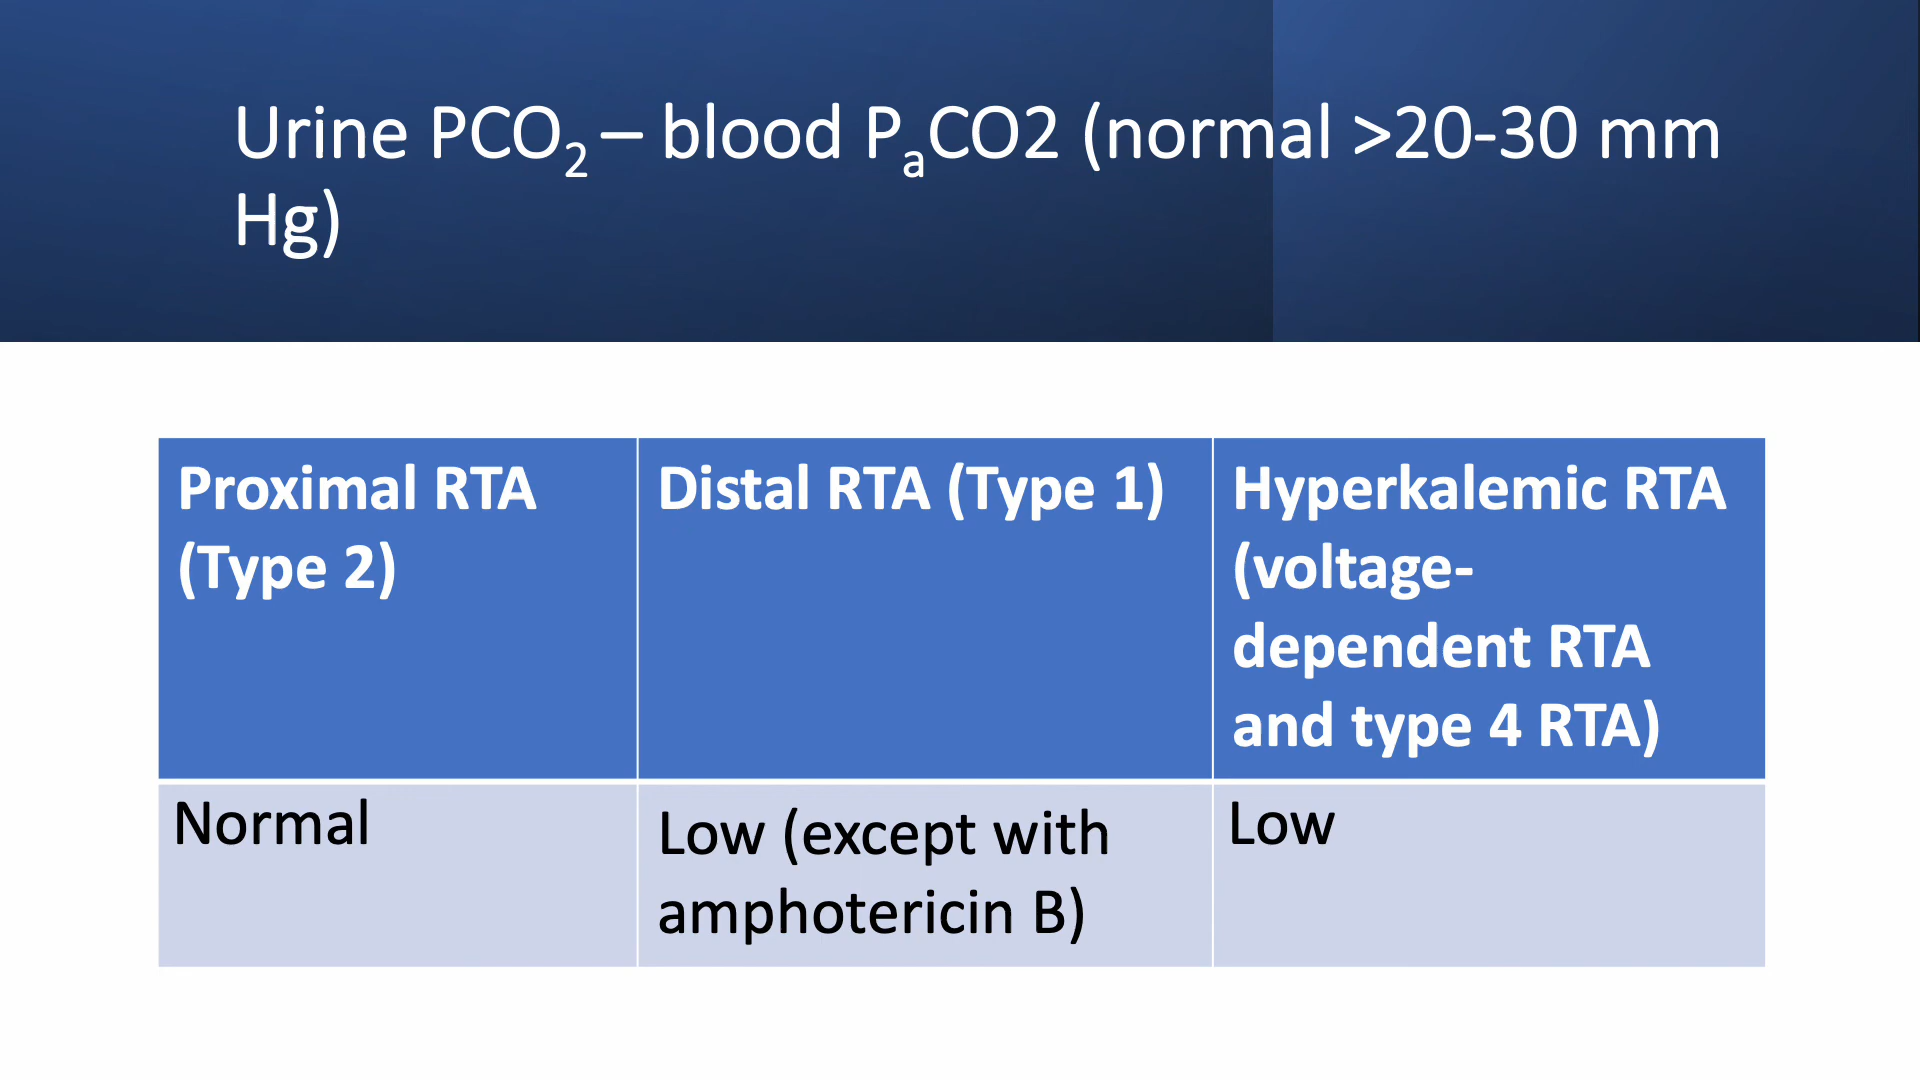 Urine PCO2 – blood PaCO2 (normal >20-30 mm
Hg)
Proximal RTA
(Type 2)
Distal RTA (Type 1)
Hyperkalemic RTA
(voltage-
dependent RTA
and type 4 RTA)
Normal
Low (except with
amphotericin B)
Low